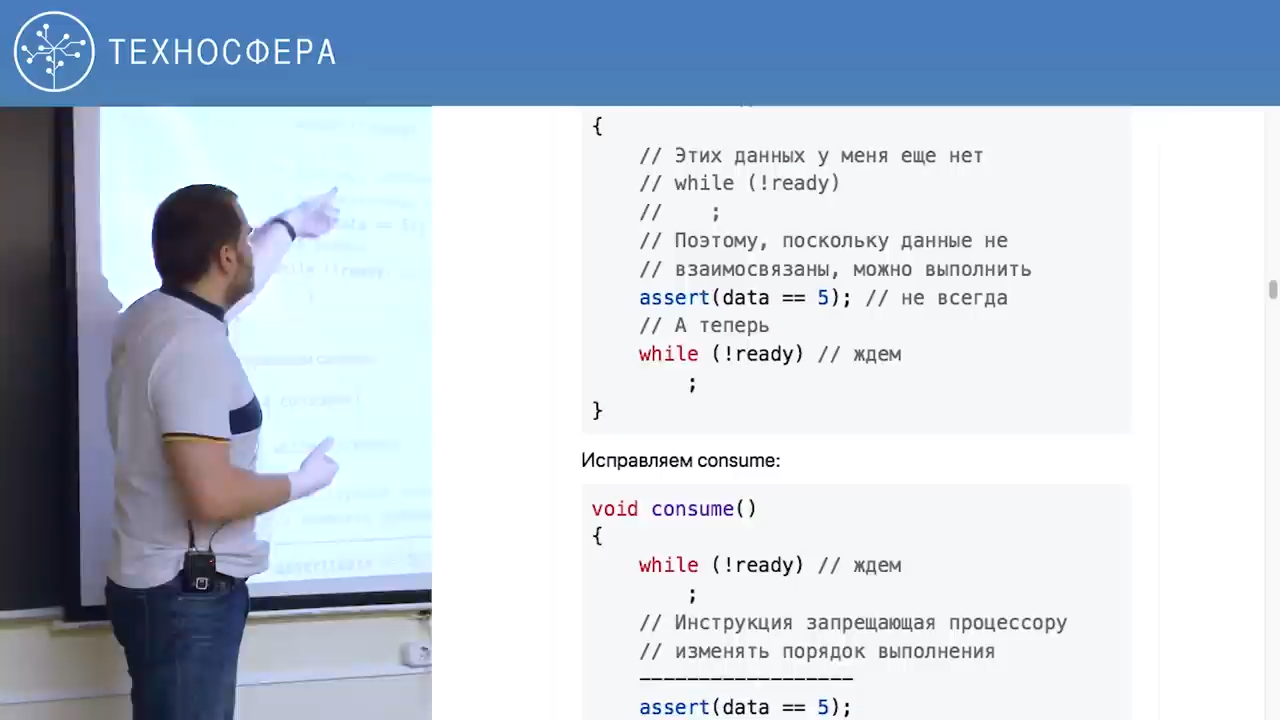 ТЕХНОСФЕРА
{
// Этих данных у меня еще нет
// while (!ready)
//    ;
// Поэтому, поскольку данные не
// взаимосвязаны, можно выполнить
assert(data == 5); // не всегда
// А теперь
while (!ready) // ждем
;
}
Исправляем consume:
void consume()
{
while (!ready) // ждем
;
// Инструкция запрещающая процессору
// изменять порядок выполнения
------------------
assert(data == 5);